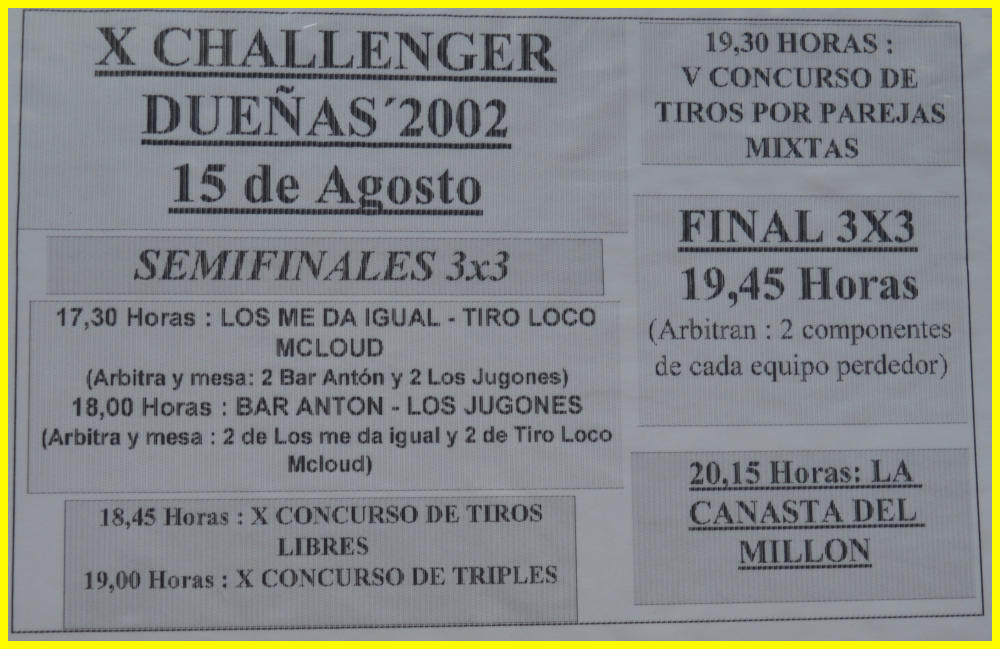 X CHALLENGER
DUEÑAS´2002
15 de Agosto
SEMIFINALES 3x3
17,30 Horas : LOS ME DA IGUAL - TIRO LOCO
MCLOUD
(Arbitra y mesa: 2 Bar Antón y 2 Los Jugones)
18,00 Horas : BAR ANTON - LOS JUGONES
(Arbitra y mesa : 2 de Los me da igual y 2 de Tiro Loco
Mcloud)
18,45 Horas : X CONCURSO DE TIROS
LIBRES
19,00 Horas : X CONCURSO DE TRIPLES
19,30 HORAS :
V CONCURSO DE
TIROS POR PAREJAS
MIXTAS
FINAL 3X3
19,45 Horas
(Arbitran : 2 componentes
de cada equipo perdedor)
20,15 Horas: LA
CANASTA DEL
MILLON